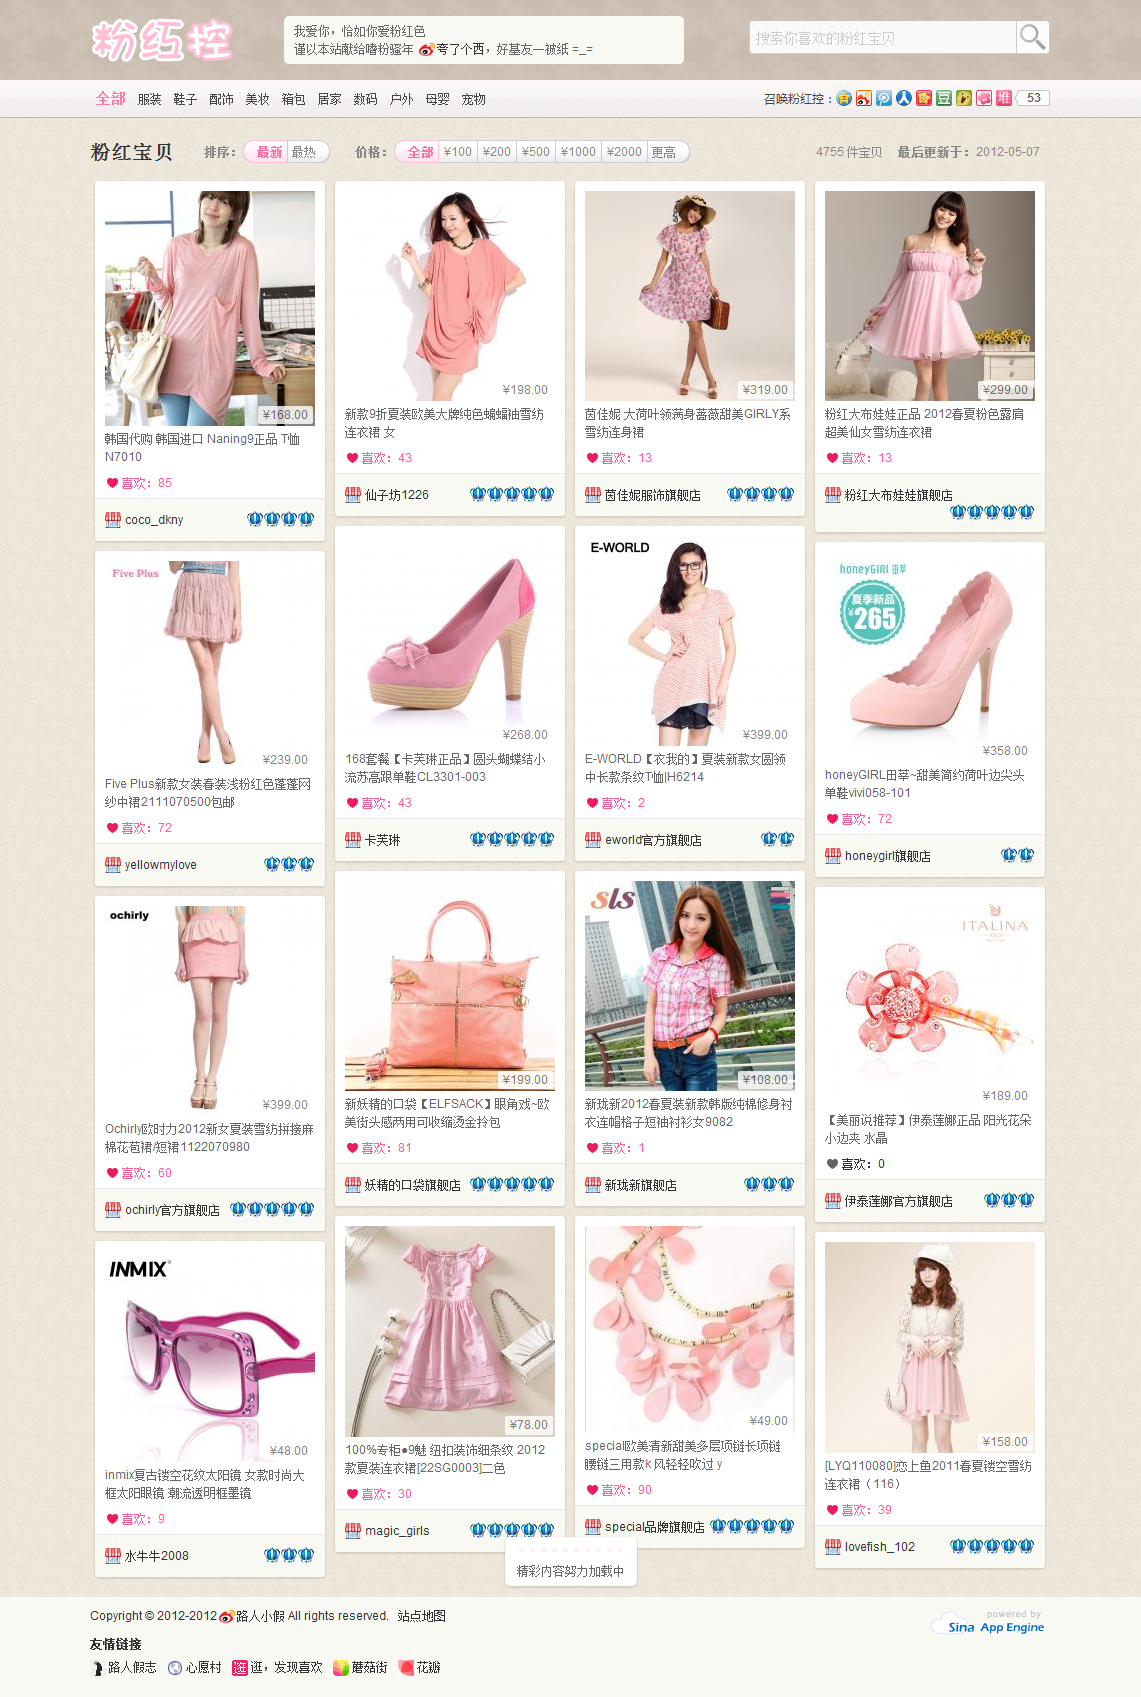 粉红控
我爱你，恰如你爱粉红色
谨以本站献给嗜粉骚年 夸了个西，好基友一被纸 =_=
搜索你喜欢的粉红宝贝
全部 服装 鞋子 配饰 美妆 箱包 居家 数码 户外 母婴 宠物
召唤粉红控： 豆 堆 53
粉红宝贝 排序： 最新 最热 价格： 全部 ¥100 ¥200 ¥500 ¥1000 ¥2000 更高 4755 件宝贝 最后更新于：2012-05-07
¥168.00
韩国代购 韩国进口 Naning9正品 T恤
N7010
喜欢：85
coco_dkny
¥198.00
新款9折夏装欧美大牌纯色蝙蝠袖雪纺
连衣裙 女
喜欢：43
仙子坊1226
¥319.00
茵佳妮 大荷叶领满身蔷薇甜美GIRLY系
雪纺连身裙
喜欢：13
茵佳妮服饰旗舰店
¥299.00
粉红大布娃娃正品 2012春夏粉色露肩
超美仙女雪纺连衣裙
喜欢：13
粉红大布娃娃旗舰店
Five Plus
¥239.00
Five Plus新款女装春装浅粉红色蓬蓬网
纱中裙2111070500包邮
喜欢：72
yellowmylove
¥268.00
168套餐【卡芙琳正品】圆头蝴蝶结小
流苏高跟单鞋CL3301-003
喜欢：43
卡芙琳
E-WORLD
¥399.00
E-WORLD【衣我的】夏装新款女圆领
中长款条纹T恤|H6214
喜欢：2
eworld官方旗舰店
honeyGIRl 田莘
夏季新品
¥265
¥358.00
honeyGIRL田莘~甜美简约荷叶边尖头
单鞋vivi058-101
喜欢：72
honeygirl旗舰店
ochirly
¥399.00
Ochirly欧时力2012新女夏装雪纺拼接麻
棉花苞裙/短裙1122070980
喜欢：60
ochirly官方旗舰店
¥199.00
新妖精的口袋【ELFSACK】眼角戏~欧
美街头感两用可收缩烫金拎包
喜欢：81
妖精的口袋旗舰店
sls
¥108.00
新珑新2012春夏装新款韩版纯棉修身衬
衣连帽格子短袖衬衫女9082
喜欢：1
新珑新旗舰店
ITALINA
¥189.00
【美丽说推荐】伊泰莲娜正品 阳光花朵
小边夹 水晶
喜欢：0
伊泰莲娜官方旗舰店
INMIX
¥48.00
inmix复古镂空花纹太阳镜 女款时尚大
框太阳眼镜 潮流透明框墨镜
喜欢：9
水牛牛2008
¥78.00
100%专柜●9魅 纽扣装饰细条纹 2012
款夏装连衣裙[22SG0003]二色
喜欢：30
magic_girls
¥49.00
special欧美清新甜美多层项链长项链
腰链三用款k 风轻轻吹过 y
喜欢：90
special品牌旗舰店
¥158.00
[LYQ110080]恋上鱼2011春夏镂空雪纺
连衣裙（116）
喜欢：39
lovefish_102
精彩内容努力加载中
Copyright © 2012-2012 路人小假 All rights reserved. 站点地图
powered by
Sina App Engine
友情链接
路人假志 心愿村 逛 逛，发现喜欢 蘑菇街 花瓣